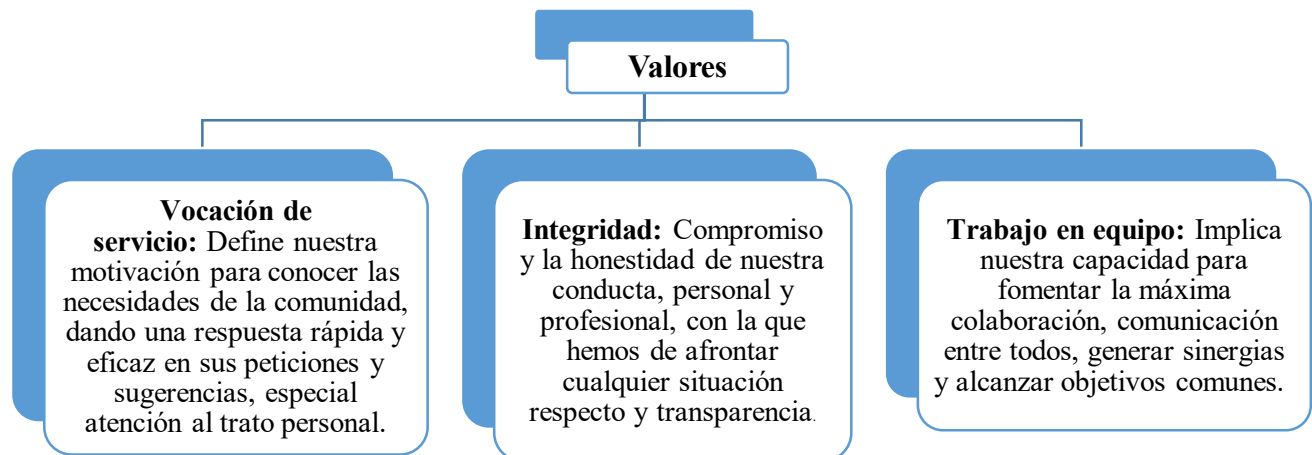 Valores
Vocación de
servicio: Define nuestra
motivación para conocer las
necesidades de la comunidad,
dando una respuesta rápida y
eficaz en sus peticiones y
sugerencias, especial
atención al trato personal.
Integridad: Compromiso
y la honestidad de nuestra
conducta, personal y
profesional, con la que
hemos de afrontar
cualquier situación
respecto y transparencia.
Trabajo en equipo: Implica
nuestra capacidad para
fomentar la máxima
colaboración, comunicación
entre todos, generar sinergias
y alcanzar objetivos comunes.